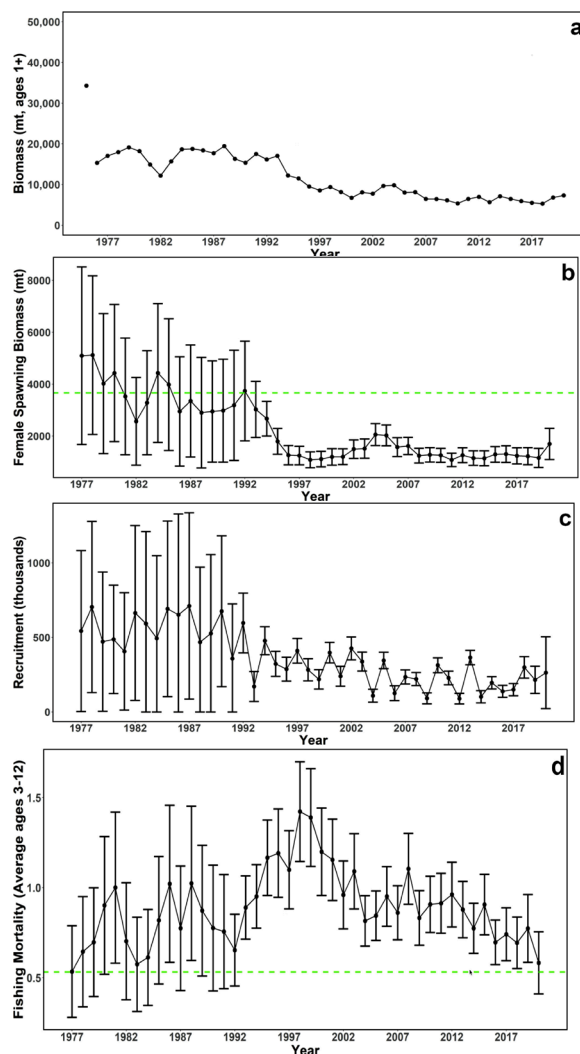 a
Biomass (mt, ages 1+)
50,000
40,000
30,000
20,000
10,000
0
1977 1982 1987 1992 1997 2002 2007 2012 2017
Year
b
Female Spawning Biomass (mt)
8000
6000
4000
2000
1977 1982 1987 1992 1997 2002 2007 2012 2017
Year
c
Recruitment (thousands)
1000
500
0
1977 1982 1987 1992 1997 2002 2007 2012 2017
Year
d
Fishing Mortality (Average ages 3-12)
1.5
1.0
0.5
1977 1982 1987 1992 1997 2002 2007 2012 2017
Year